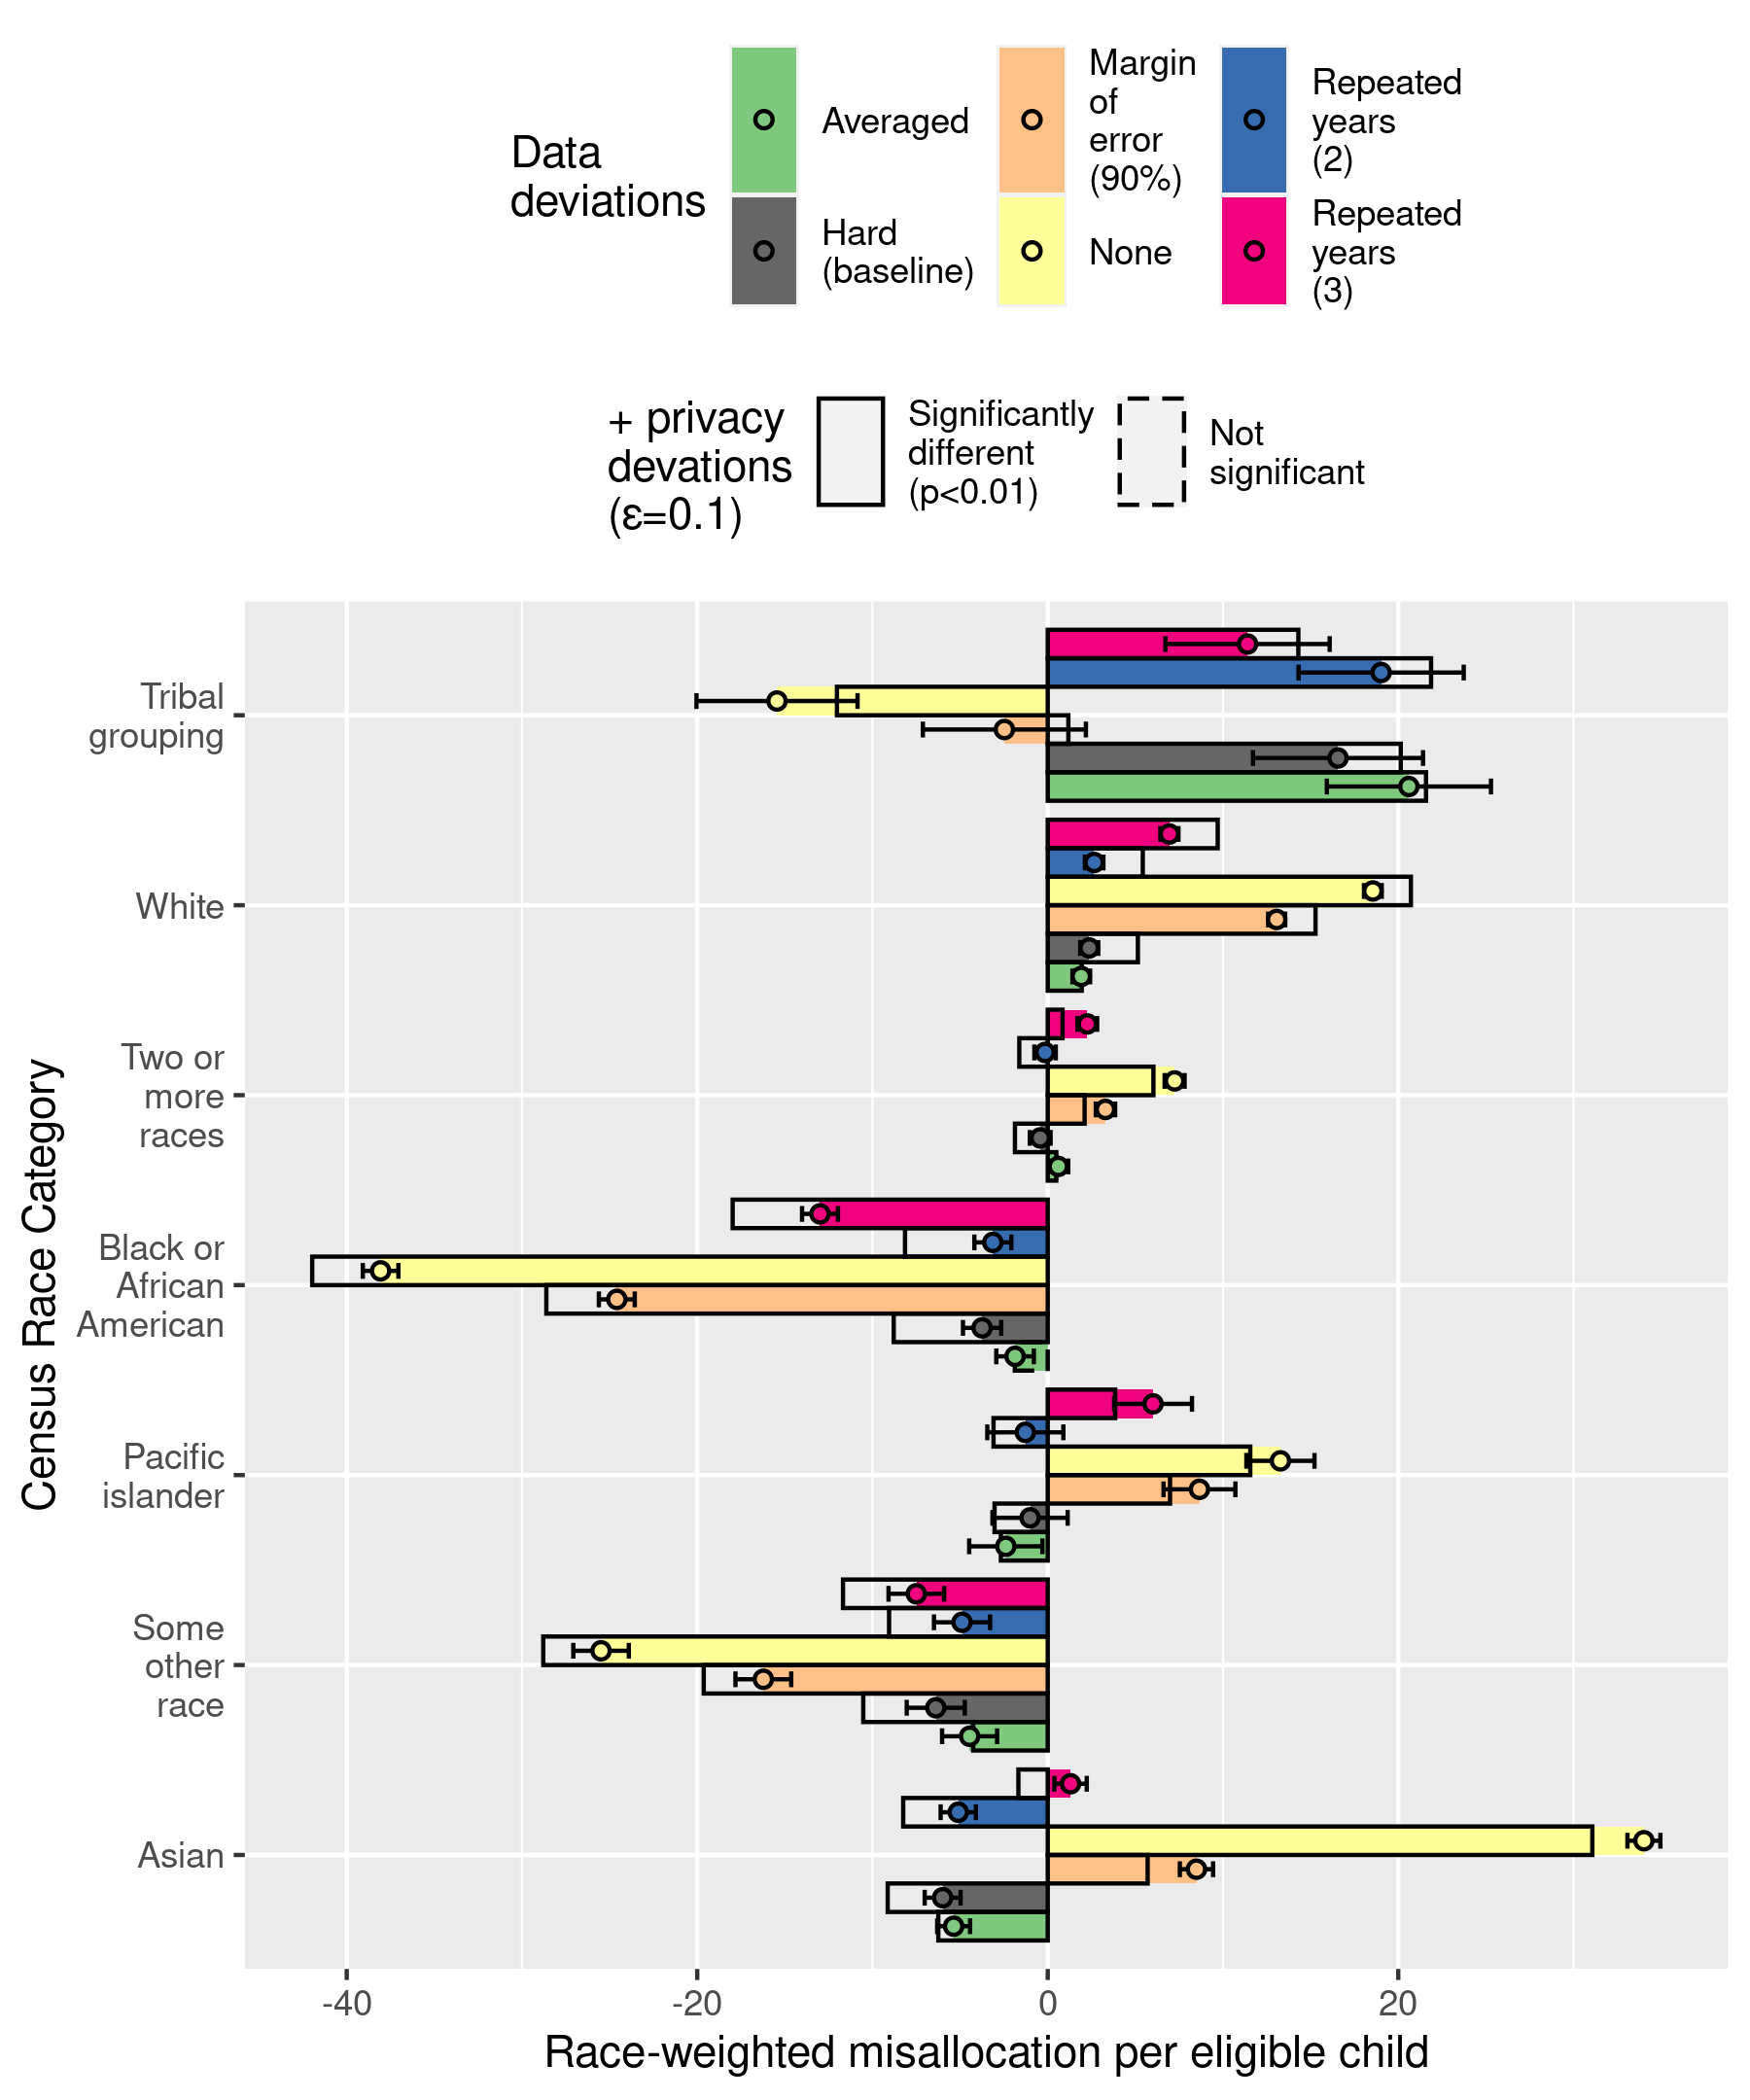 Data
deviations
Averaged
Hard
(baseline)
Margin
of
error
(90%)
None
Repeated
years
(2)
Repeated
years
(3)
+ privacy
devations
(ε=0.1)
Significantly
different
(p<0.01)
Not
significant
Census Race Category
Tribal
grouping
White
Two or
more
races
Black or
African
American
Pacific
islander
Some
other
race
Asian
-40
-20
0
20
Race-weighted misallocation per eligible child